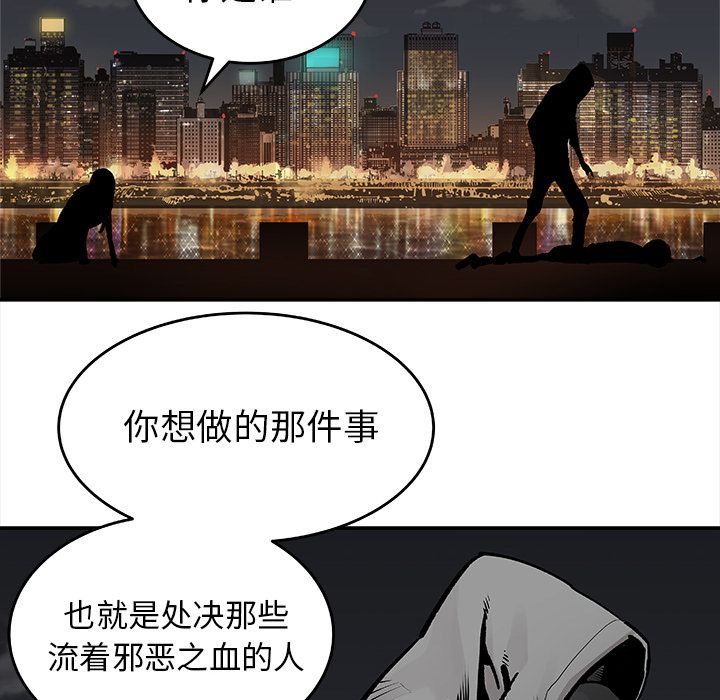 你想做的那件事
也就是处决那些
流着邪恶之血的人